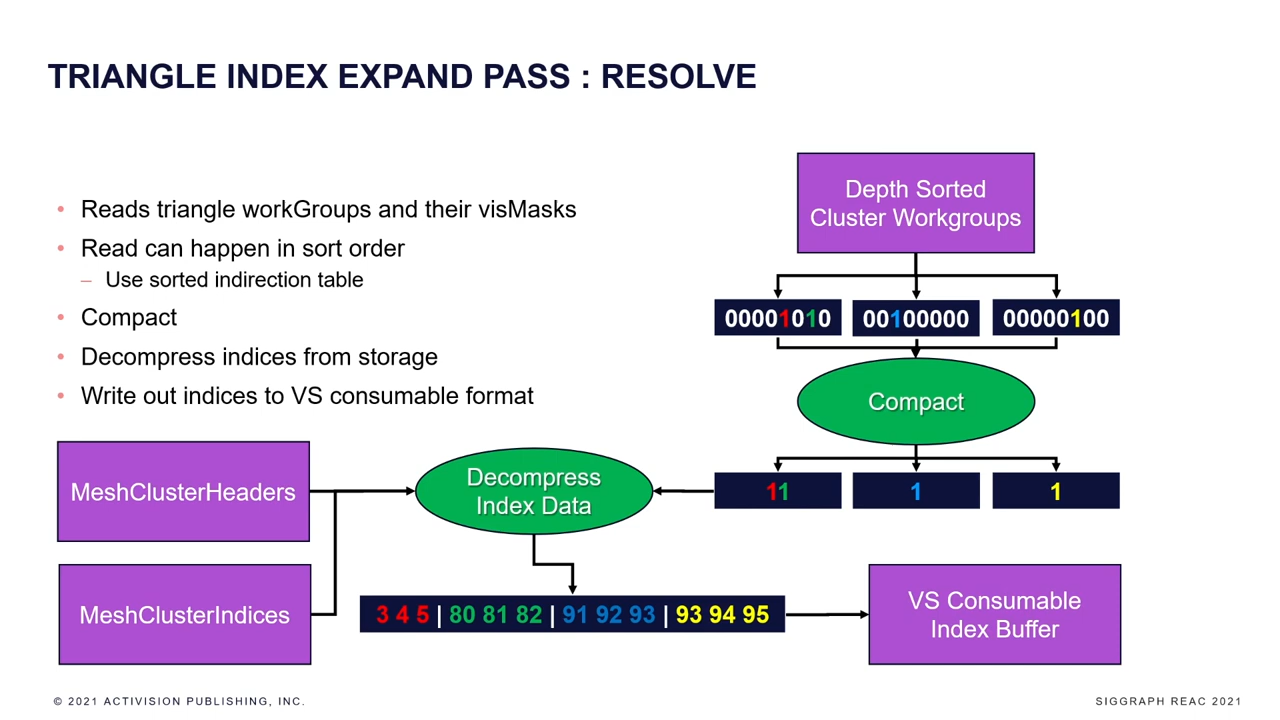 TRIANGLE INDEX EXPAND PASS : RESOLVE
• Reads triangle workGroups and their visMasks
• Read can happen in sort order
– Use sorted indirection table
• Compact
• Decompress indices from storage
• Write out indices to VS consumable format
Depth Sorted
Cluster Workgroups
00001010
00100000
00000100
Compact
11
1
1
MeshClusterHeaders
Decompress
Index Data
MeshClusterIndices
3 4 5 | 80 81 82 | 91 92 93 | 93 94 95
VS Consumable
Index Buffer
© 2021 ACTIVISION PUBLISHING, INC.
SIGGRAPH REAC 2021